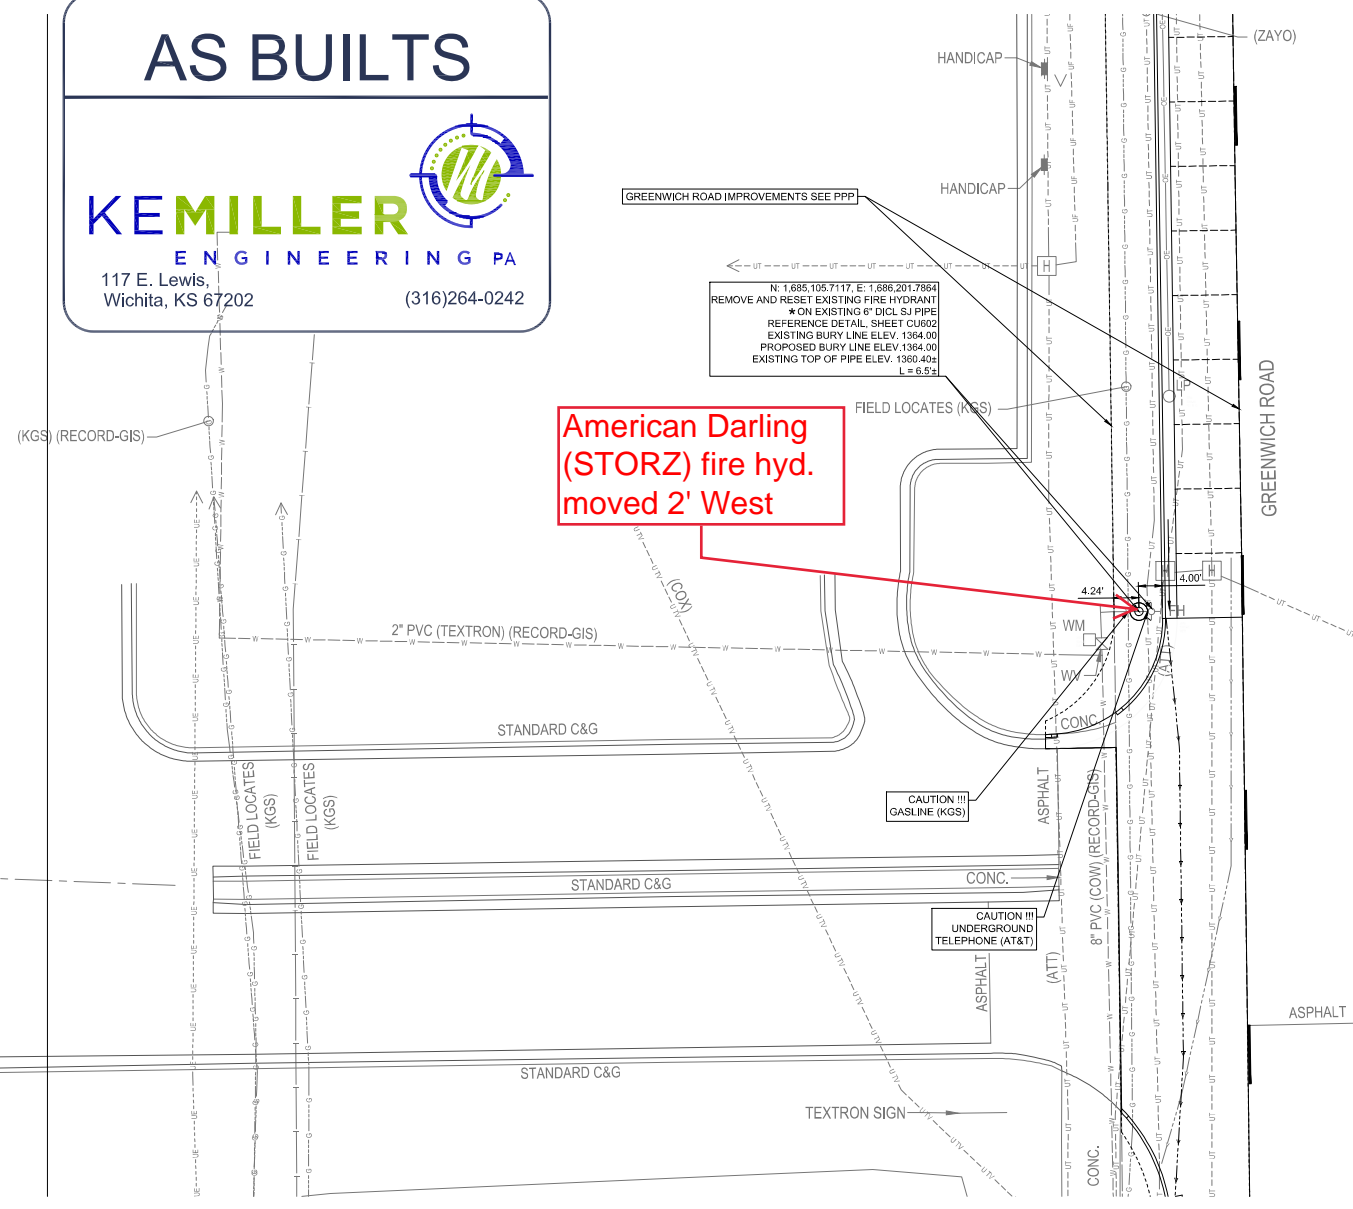 AS BUILTS
KEMILLER
ENGINEERING PA
117 E. Lewis,
Wichita, KS 67202
(316)264-0242
(ZAYO)
HANDICAP
HANDICAP
GREENWICH ROAD IMPROVEMENTS SEE PPP
H
N: 1,685,105.7117, E: 1,686,201.7864
REMOVE AND RESET EXISTING FIRE HYDRANT
* ON EXISTING 6" DICL SJ PIPE
REFERENCE DETAIL, SHEET CU602
EXISTING BURY LINE ELEV. 1364.00
PROPOSED BURY LINE ELEV.1364.00
EXISTING TOP OF PIPE ELEV. 1360.40±
L = 6.5'±
LP
FIELD LOCATES (KGS)
GREENWICH ROAD
American Darling
(STORZ) fire hyd.
moved 2' West
(KGS) (RECORD-GIS)
H
H
4.00'
4.24'
(COX)
FH
WM
2" PVC (TEXTRON) (RECORD-GIS)
(ATT)
WV
CONC.
STANDARD C&G
FIELD LOCATES
(KGS)
FIELD LOCATES
(KGS)
CAUTION !!!
GASLINE (KGS)
ASPHALT
8" PVC (COW) (RECORD-GIS)
STANDARD C&G
CONC.
CAUTION !!!
UNDERGROUND
TELEPHONE (AT&T)
ASPHALT
(ATT)
ASPHALT
STANDARD C&G
TEXTRON SIGN
CONC.